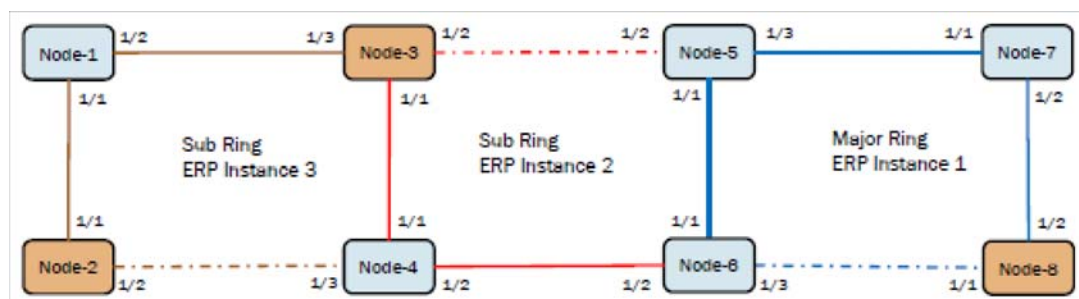 Node-1
1/2
1/3
Node-3
1/2
1/2
Node-5
1/3
1/1
Node-7
1/1
1/1
1/1
1/2
Sub Ring
ERP Instance 3
Sub Ring
ERP Instance 2
Major Ring
ERP Instance 1
1/1
1/1
1/1
1/2
Node-2
1/2
1/3
Node-4
1/2
1/2
Node-6
1/3
1/1
Node-8